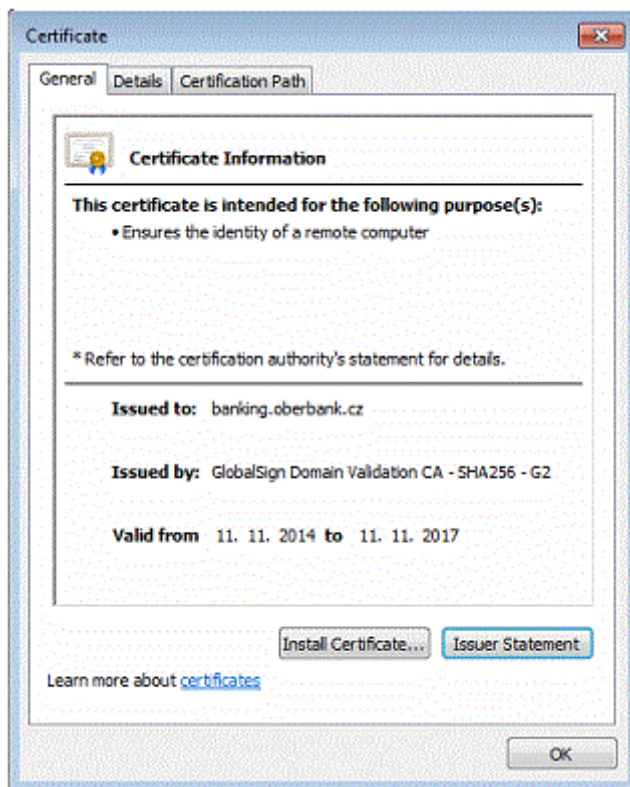 Certificate
General Details Certification Path
Certificate Information
This certificate is intended for the following purpose(s):
• Ensures the identity of a remote computer
* Refer to the certification authority's statement for details.
Issued to: banking.oberbank.cz
Issued by: GlobalSign Domain Validation CA - SHA256 - G2
Valid from 11. 11. 2014 to 11. 11. 2017
Install Certificate... Issuer Statement
Learn more about certificates
OK